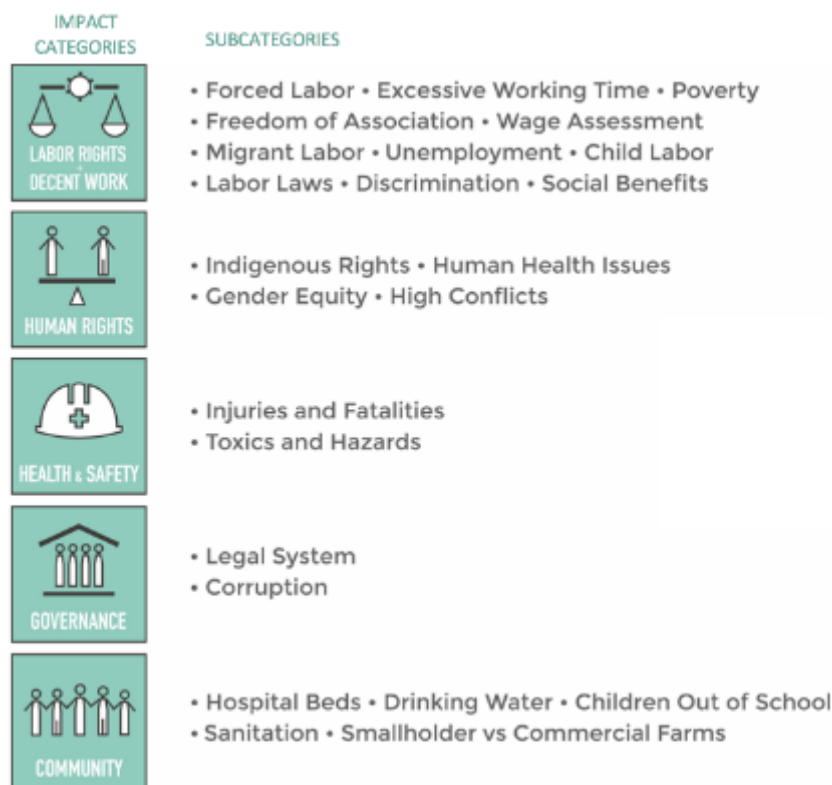 IMPACT
CATEGORIES
SUBCATEGORIES
LABOR RIGHTS
+
DECENT WORK
• Forced Labor • Excessive Working Time • Poverty
• Freedom of Association • Wage Assessment
• Migrant Labor • Unemployment • Child Labor
• Labor Laws • Discrimination • Social Benefits
HUMAN RIGHTS
• Indigenous Rights • Human Health Issues
• Gender Equity • High Conflicts
HEALTH & SAFETY
• Injuries and Fatalities
• Toxics and Hazards
GOVERNANCE
• Legal System
• Corruption
COMMUNITY
• Hospital Beds • Drinking Water • Children Out of School
• Sanitation • Smallholder vs Commercial Farms